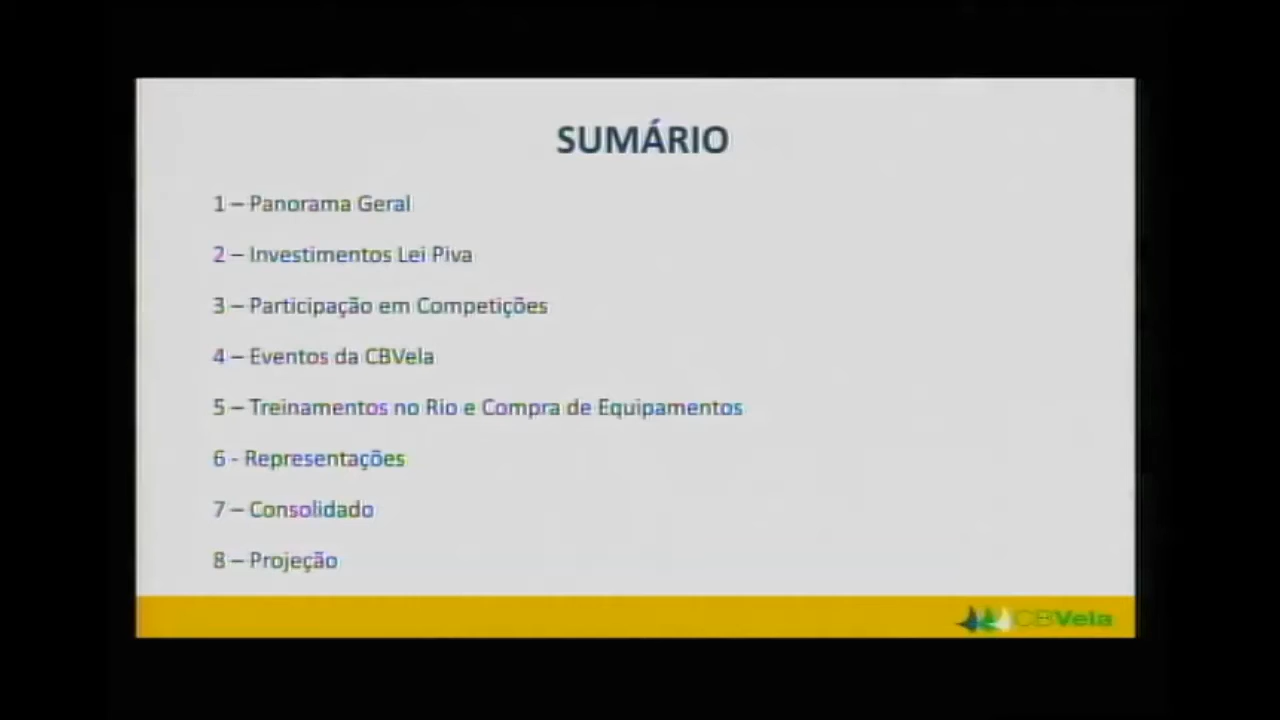 SUMÁRIO
1 – Panorama Geral
2 – Investimentos Lei Piva
3 – Participação em Competições
4 – Eventos da CBVela
5 – Treinamentos no Rio e Compra de Equipamentos
6 - Representações
7 – Consolidado
8 – Projeção
CBVela